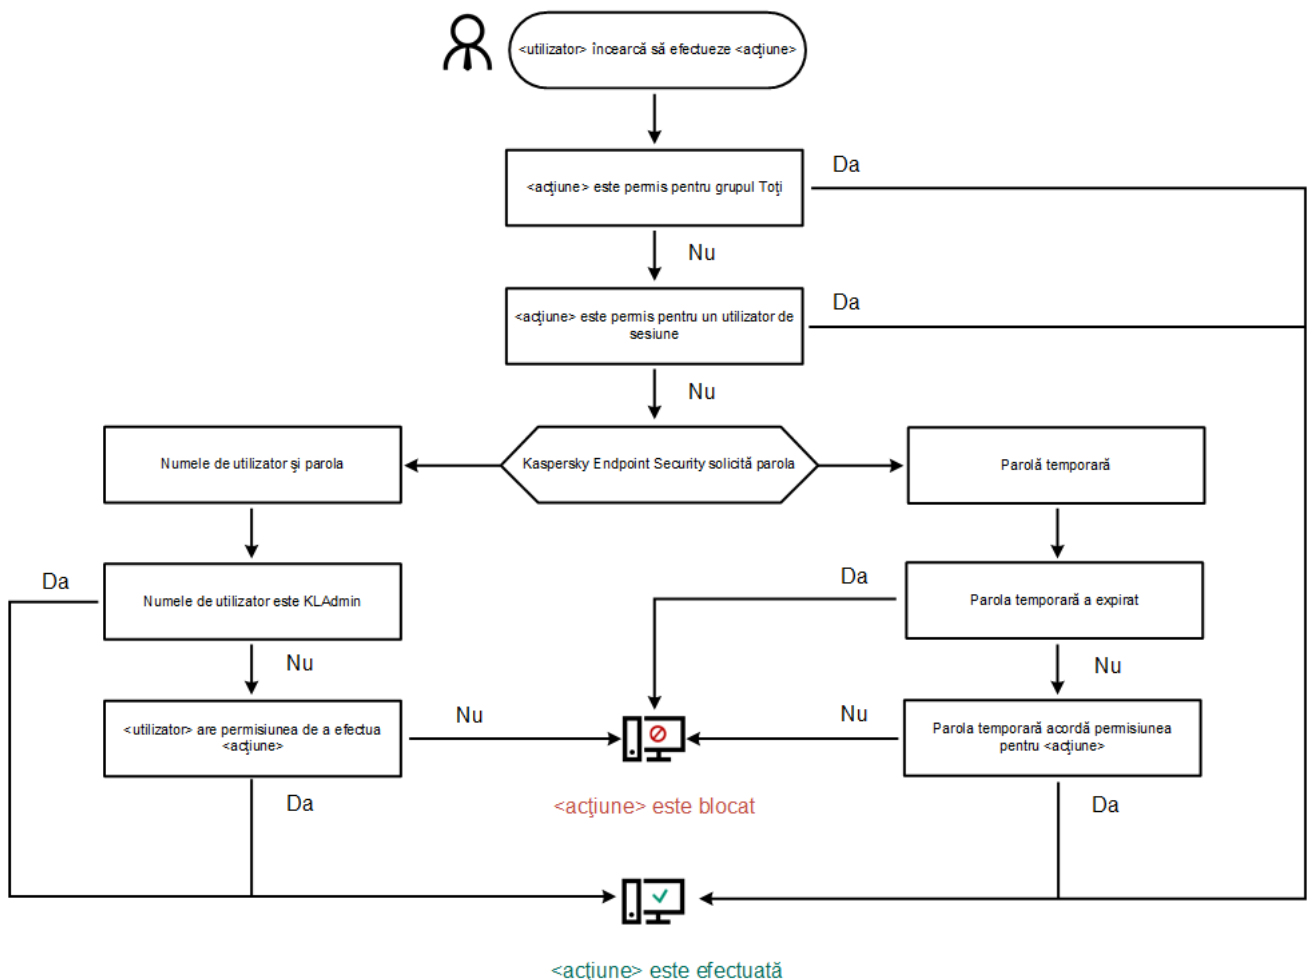 <utilizator> încearcă să efectueze <acțiune>
Da
<acțiune> este permis pentru grupul Toți
Nu
Da
<acțiune> este permis pentru un utilizator de
sesiune
Nu
Numele de utilizator și parola
Kaspersky Endpoint Security solicită parola
Parolă temporară
Da
Numele de utilizator este KLAdmin
Da
Parola temporară a expirat
Nu
Nu
<utilizator> are permisiunea de a efectua
<acțiune>
Nu
Nu
Parola temporară acordă permisiunea
pentru <acțiune>
Da
<acțiune> este blocat
Da
<acțiune> este efectuată